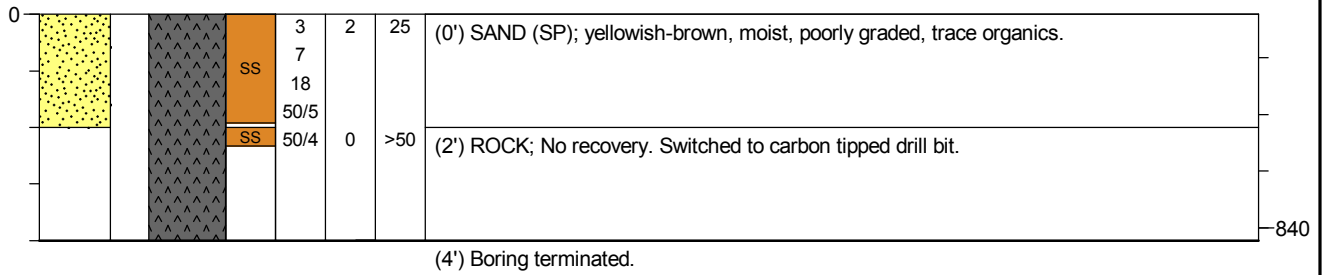 0
3 2 25 (0') SAND (SP); yellowish-brown, moist, poorly graded, trace organics.
7
SS
18
50/5
SS 50/4 0 >50 (2') ROCK; No recovery. Switched to carbon tipped drill bit.
840
(4') Boring terminated.